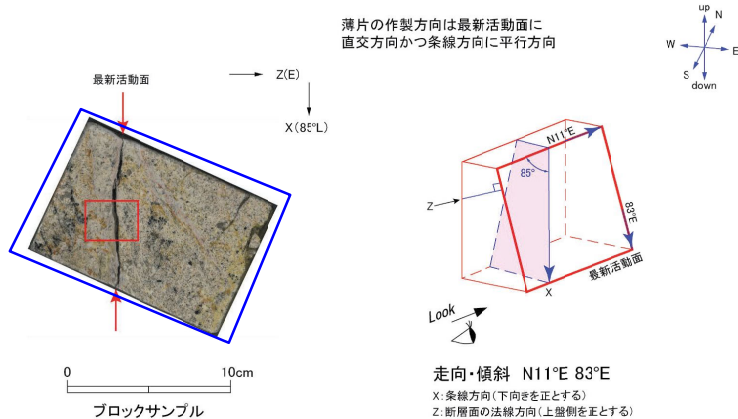 薄片の作製方向は最新活動面に
直交方向かつ条線方向に平行方向
up
N
W
E
S
down
最新活動面
Z(E)
X(85°L)
N11°E
85°
Z
83°E
X
最新活動面
Look
0
10cm
ブロックサンプル
走向・傾斜 N11°E 83°E
X:条線方向(下向きを正とする)
Z:断層面の法線方向(上盤側を正とする)